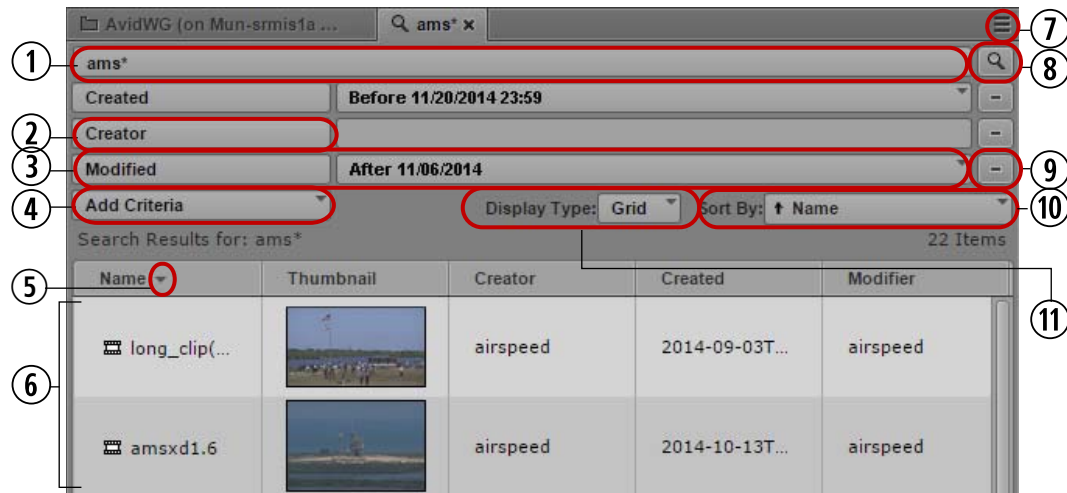 AvidWG (on Mun-srmis1a ... ams* x 7
1 ams* 8
Created Before 11/20/2014 23:59 -
2 Creator -
3 Modified After 11/06/2014 - 9
4 Add Criteria Display Type: Grid Sort By: ↑ Name 10
Search Results for: ams* 22 Items
5 Name Thumbnail Creator Created Modifier
11
long_clip(... airspeed 2014-09-03T... airspeed
6
amsxd1.6 airspeed 2014-10-13T... airspeed